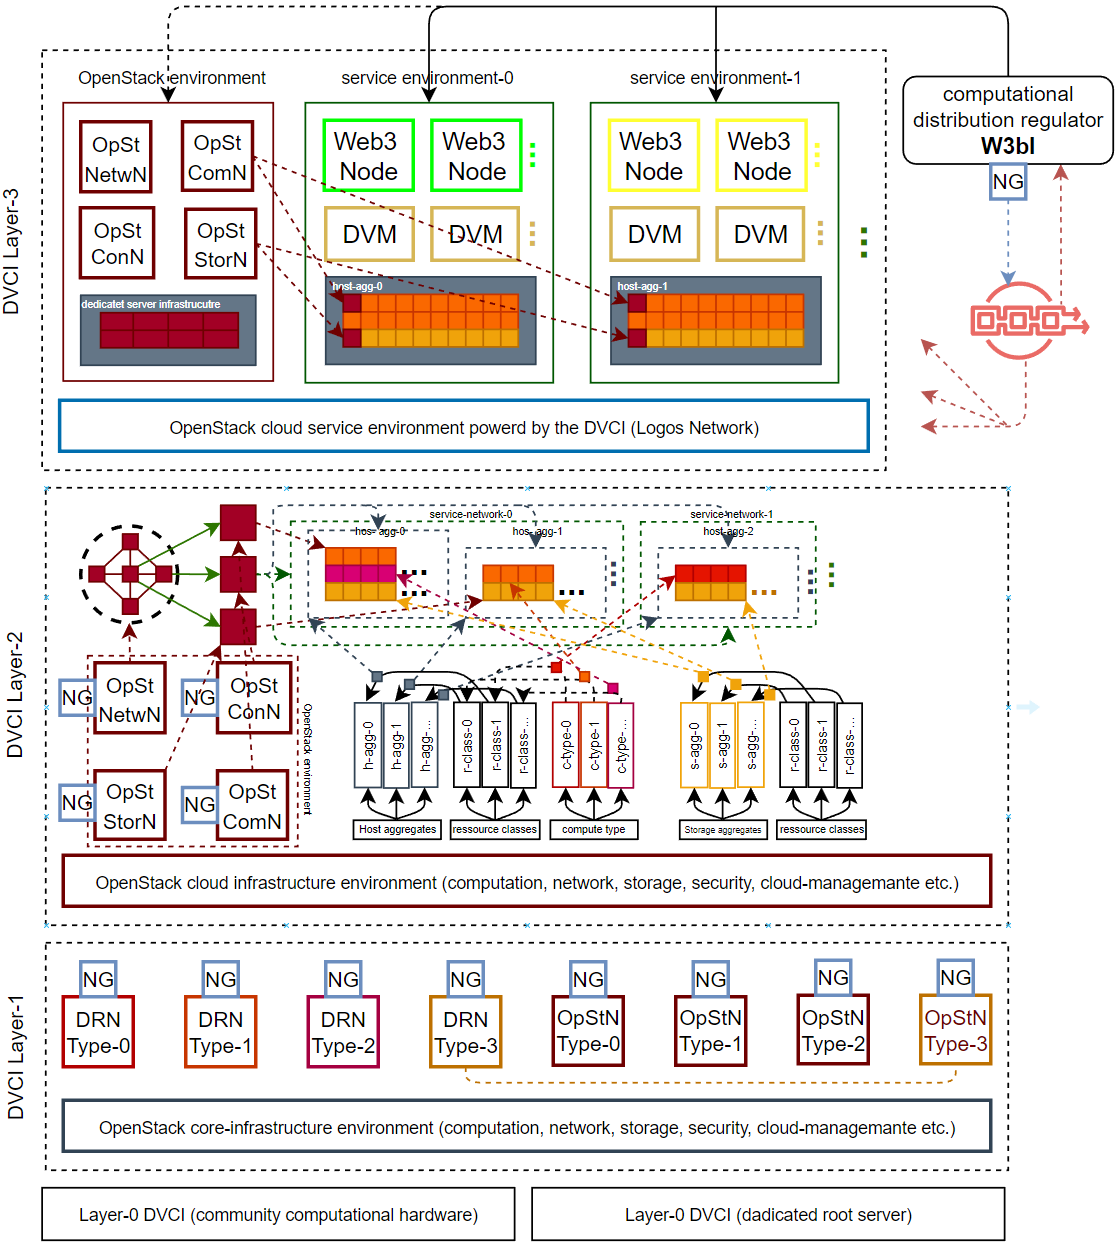 OpenStack environment
service environment-0
service environment-1
computational
distribution regulator
W3bl
NG
DVCI Layer-3
OpSt
NetwN
OpSt
ComN
OpSt
ConN
OpSt
StorN
dedicatet server infrastrucutre
Web3
Node
Web3
Node
DVM
DVM
host-agg-0
Web3
Node
Web3
Node
DVM
DVM
host-agg-1
OpenStack cloud service environment powerd by the DVCI (Logos Network)
DVCI Layer-2
service-network-0
service-network-1
hos- agg-0
hos- agg-1
host-agg-2
NG
OpSt
NetwN
NG
OpSt
ConN
NG
OpSt
StorN
NG
OpSt
ComN
OpenStack environment
h-agg-0
h-agg-1
h-agg-...
r-class-0
r-class-1
r-class-...
c-type-0
c-type-1
c-type-...
s-agg-0
s-agg-1
s-agg-...
r-class-0
r-class-1
r-class-...
Host aggregates
ressource classes
compute type
Storage aggregates
ressource classes
OpenStack cloud infrastructure environment (computation, network, storage, security, cloud-managemante etc.)
DVCI Layer-1
NG
DRN
Type-0
NG
DRN
Type-1
NG
DRN
Type-2
NG
DRN
Type-3
NG
OpStN
Type-0
NG
OpStN
Type-1
NG
OpStN
Type-2
NG
OpStN
Type-3
OpenStack core-infrastructure environment (computation, network, storage, security, cloud-managemante etc.)
Layer-0 DVCI (community computational hardware)
Layer-0 DVCI (dadicated root server)